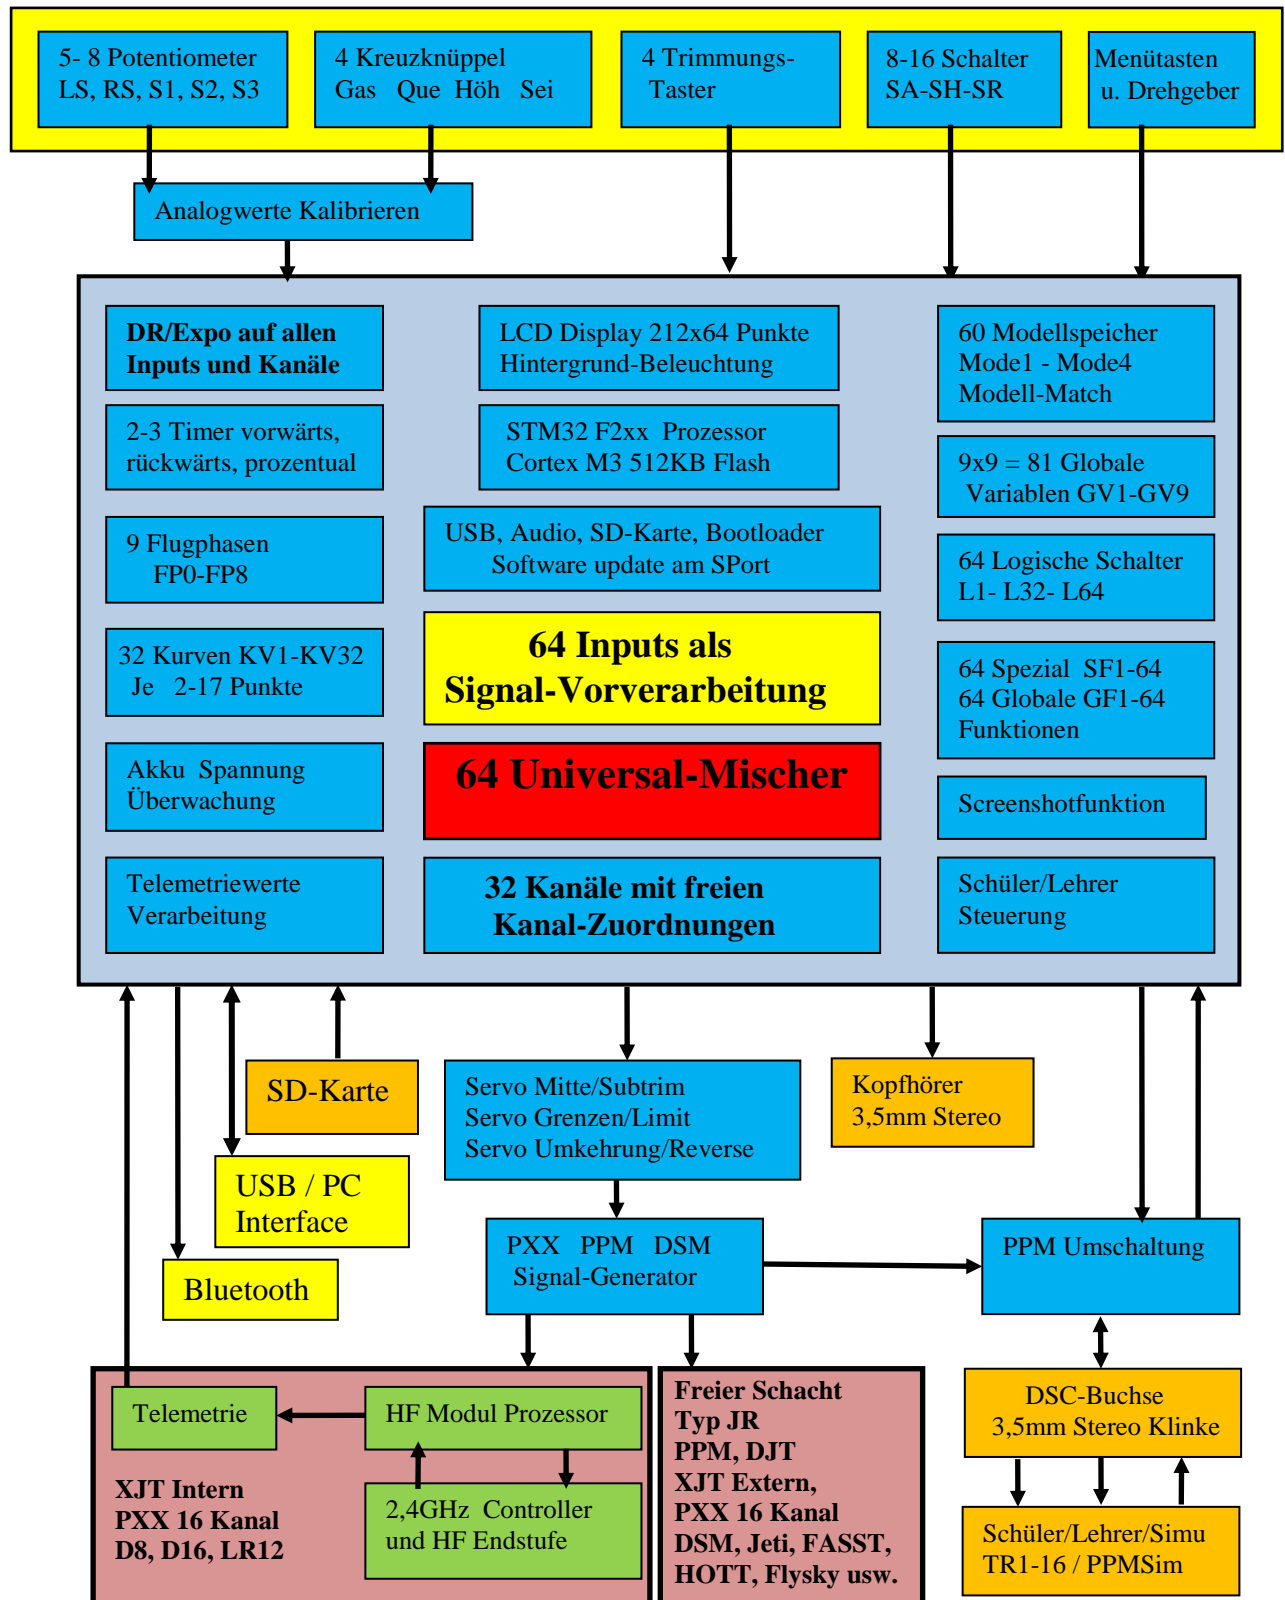 5- 8 Potentiometer
LS, RS, S1, S2, S3
4 Kreuzknüppel
Gas Que Höh Sei
4 Trimmungs-
Taster
8-16 Schalter
SA-SH-SR
Menütasten
u. Drehgeber
Analogwerte Kalibrieren
DR/Expo auf allen
Inputs und Kanäle
2-3 Timer vorwärts,
rückwärts, prozentual
9 Flugphasen
FP0-FP8
32 Kurven KV1-KV32
Je 2-17 Punkte
Akku Spannung
Überwachung
Telemetriewerte
Verarbeitung
LCD Display 212x64 Punkte
Hintergrund-Beleuchtung
STM32 F2xx Prozessor
Cortex M3 512KB Flash
USB, Audio, SD-Karte, Bootloader
Software update am SPort
64 Inputs als
Signal-Vorverarbeitung
64 Universal-Mischer
32 Kanäle mit freien
Kanal-Zuordnungen
60 Modellspeicher
Mode1 - Mode4
Modell-Match
9x9 = 81 Globale
Variablen GV1-GV9
64 Logische Schalter
L1- L32- L64
64 Spezial SF1-64
64 Globale GF1-64
Funktionen
Screenshotfunktion
Schüler/Lehrer
Steuerung
SD-Karte
USB / PC
Interface
Bluetooth
Servo Mitte/Subtrim
Servo Grenzen/Limit
Servo Umkehrung/Reverse
Kopfhörer
3,5mm Stereo
PXX PPM DSM
Signal-Generator
PPM Umschaltung
Telemetrie
HF Modul Prozessor
2,4GHz Controller
und HF Endstufe
XJT Intern
PXX 16 Kanal
D8, D16, LR12
Freier Schacht
Typ JR
PPM, DJT
XJT Extern,
PXX 16 Kanal
DSM, Jeti, FASST,
HOTT, Flysky usw.
DSC-Buchse
3,5mm Stereo Klinke
Schüler/Lehrer/Simu
TR1-16 / PPMSim